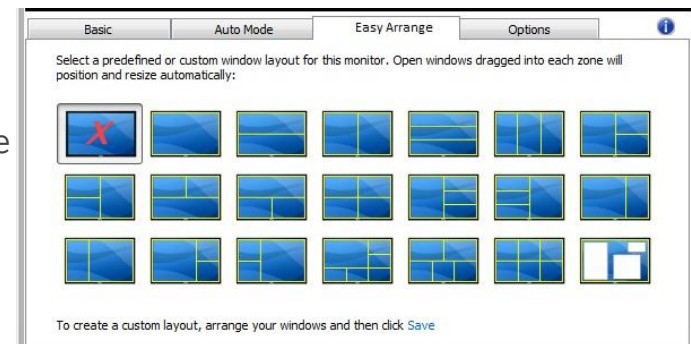 Basic Auto Mode Easy Arrange Options
Select a predefined or custom window layout for this monitor. Open windows dragged into each zone will
position and resize automatically:
e
To create a custom layout, arrange your windows and then click Save